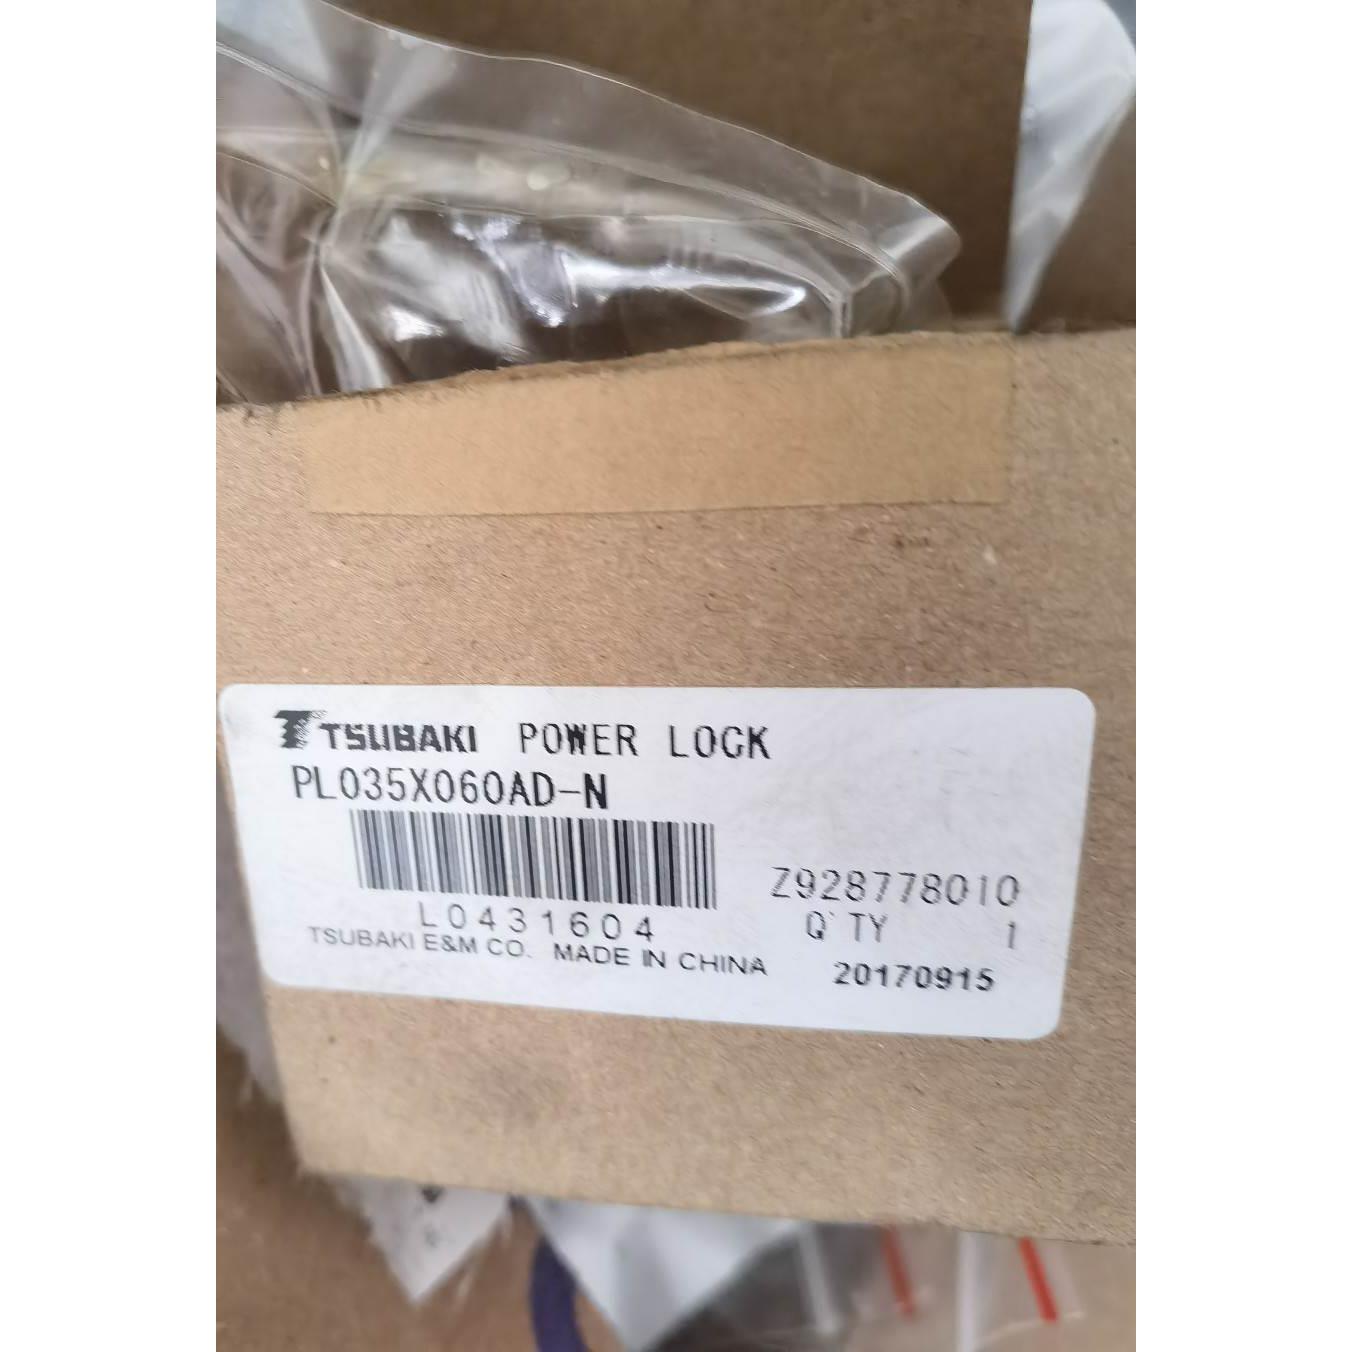 TSUBAKI POWER LOCK
PL035X060AD-N
Z928778010
L0431604
Q'TY 1
TSUBAKI E&M CO. MADE IN CHINA
20170915